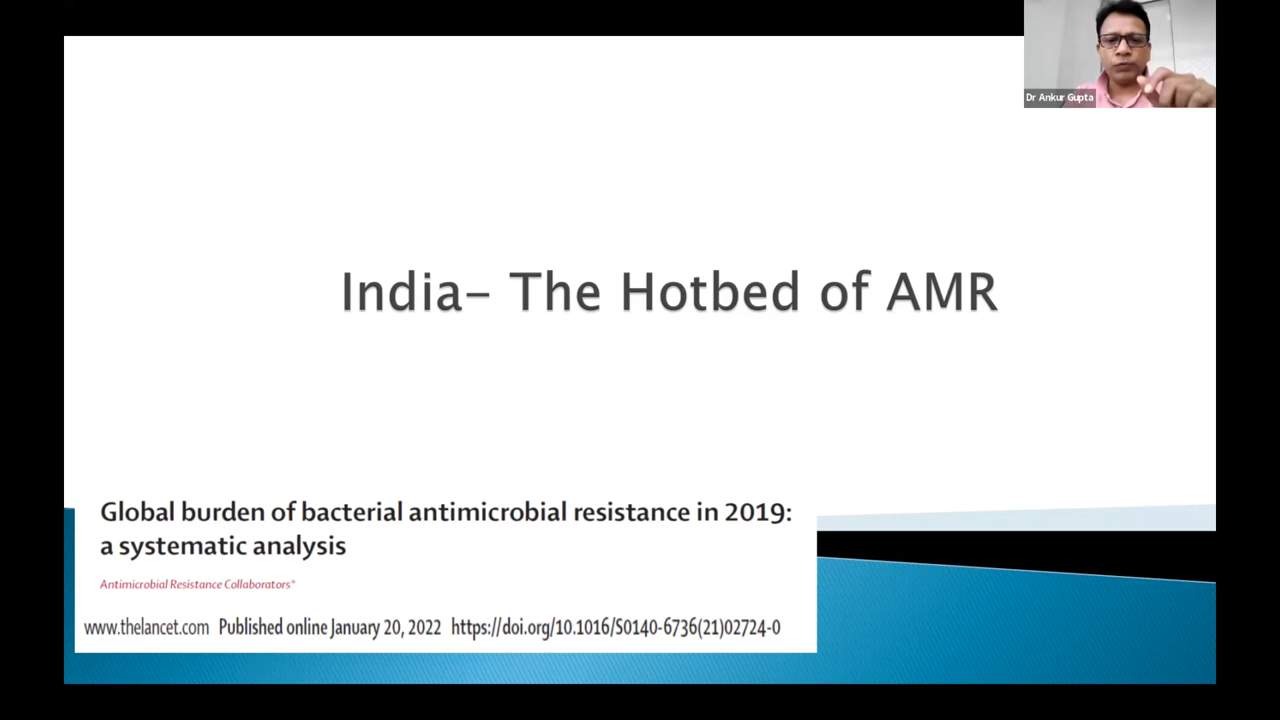 Dr Ankur Gupta
India- The Hotbed of AMR
Global burden of bacterial antimicrobial resistance in 2019:
a systematic analysis
Antimicrobial Resistance Collaborators*
www.thelancet.com Published online January 20, 2022 https://doi.org/10.1016/S0140-6736(21)02724-0